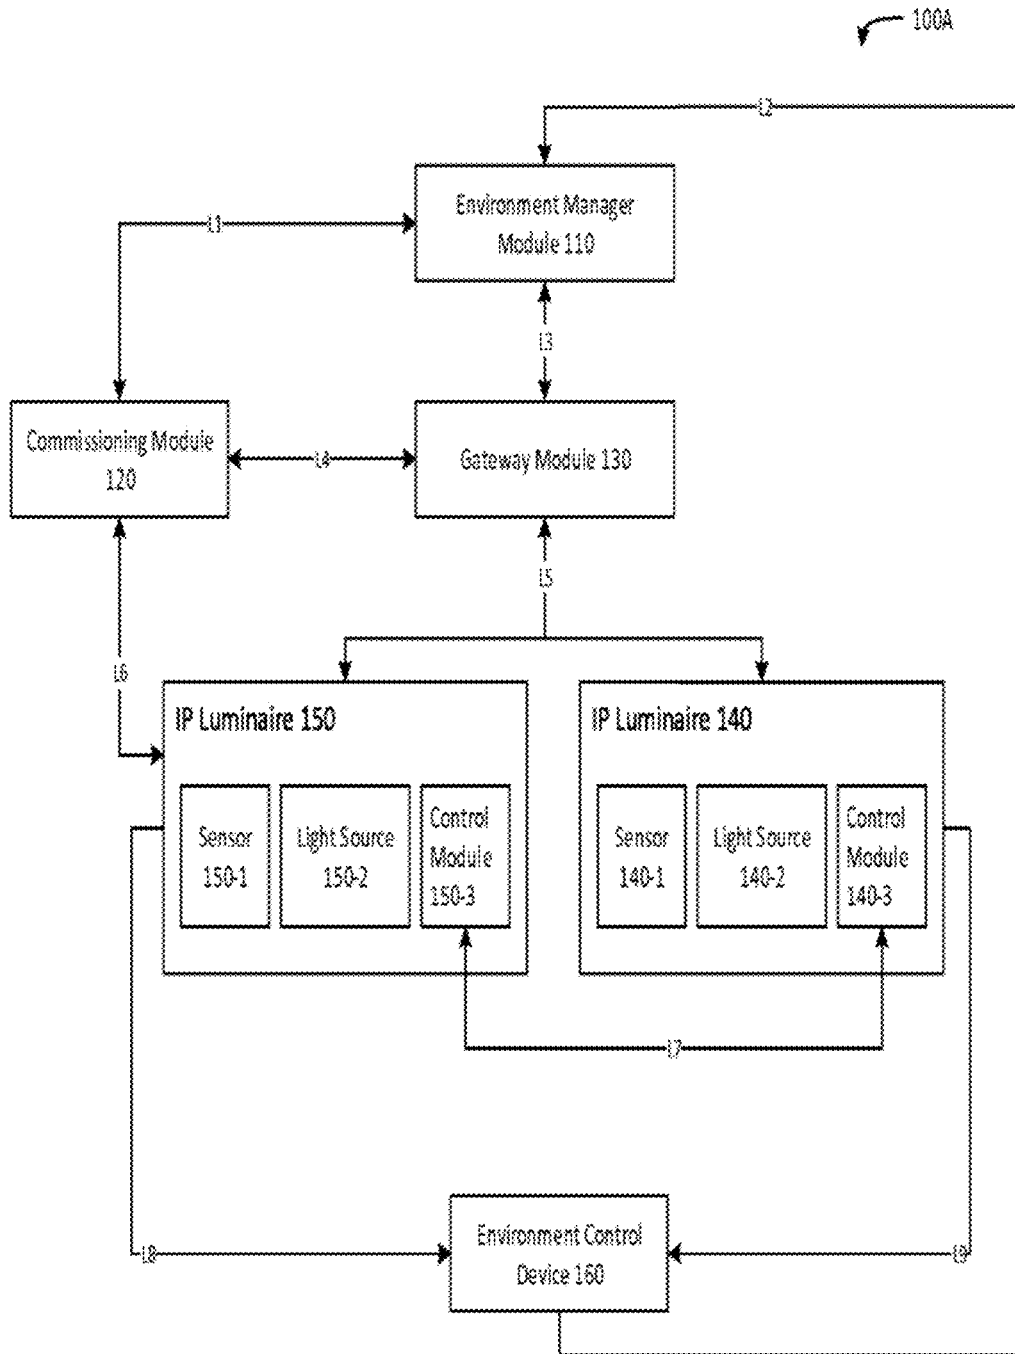 100A
L2
Environment Manager
Module 110
L1
L3
Commissioning Module
120
L4
Gateway Module 130
L5
L6
IP Luminaire 150
Sensor
150-1
Light Source
150-2
Control
Module
150-3
IP Luminaire 140
Sensor
140-1
Light Source
140-2
Control
Module
140-3
L7
L8
Environment Control
Device 160
L9